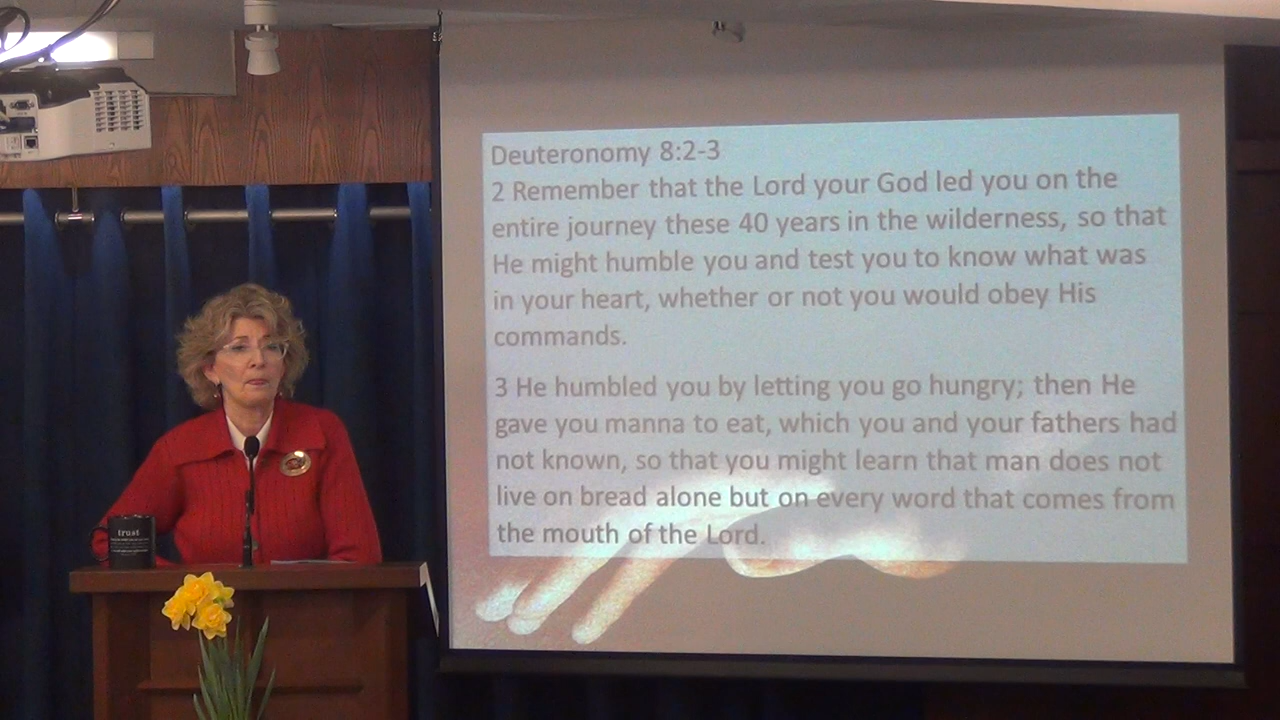 Deuteronomy 8:2-3
2 Remember that the Lord your God led you on the
entire journey these 40 years in the wilderness, so that
He might humble you and test you to know what was
in your heart, whether or not you would obey His
commands.
3 He humbled you by letting you go hungry; then He
gave you manna to eat, which you and your fathers had
not known, so that you might learn that man does not
live on bread alone but on every word that comes from
the mouth of the Lord.
trust